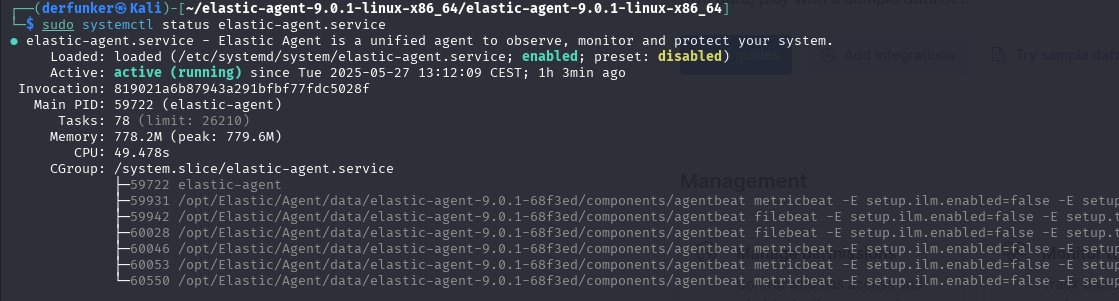 ┌──(derfunker㉿Kali)-[~/elastic-agent-9.0.1-linux-x86_64/elastic-agent-9.0.1-linux-x86_64]
└─$ sudo systemctl status elastic-agent.service
● elastic-agent.service - Elastic Agent is a unified agent to observe, monitor and protect your system.
Loaded: loaded (/etc/systemd/system/elastic-agent.service; enabled; preset: disabled)
guides
Add integrations
Try sample data
Active: active (running) since Tue 2025-05-27 13:12:09 CEST; 1h 3min ago
Invocation: 819021a6b87943a291bfbf77fdc5028f
Main PID: 59722 (elastic-agent)
Tasks: 78 (limit: 26210)
Memory: 778.2M (peak: 779.6M)
CPU: 49.478s
CGroup: /system.slice/elastic-agent.service
Management
├─59722 elastic-agent
├─59931 /opt/Elastic/Agent/data/elastic-agent-9.0.1-68f3ed/components/agentbeat metricbeat -E setup.ilm.enabled=false -E setup
├─59942 /opt/Elastic/Agent/data/elastic-agent-9.0.1-68f3ed/components/agentbeat filebeat -E setup.ilm.enabled=false -E setup.t
├─60028 /opt/Elastic/Agent/data/elastic-agent-9.0.1-68f3ed/components/agentbeat filebeat -E setup.ilm.enabled=false -E setup.t
├─60046 /opt/Elastic/Agent/data/elastic-agent-9.0.1-68f3ed/components/agentbeat metricbeat -E setup.ilm.enabled=false -E setup
├─60053 /opt/Elastic/Agent/data/elastic-agent-9.0.1-68f3ed/components/agentbeat metricbeat -E setup.ilm.enabled=false -E setup
└─60550 /opt/Elastic/Agent/data/elastic-agent-9.0.1-68f3ed/components/agentbeat metricbeat -E setup.ilm.enabled=false -E setup